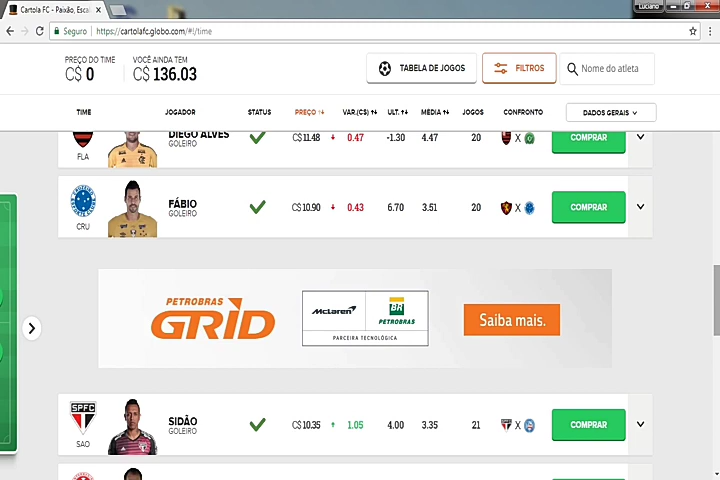 Cartola FC - Paixão, Escal
Luciano
Seguro
https://cartolafc.globo.com/#!/time
PREÇO DO TIME
C$ 0
VOCÊ AINDA TEM
C$ 136.03
TABELA DE JOGOS
FILTROS
Nome do atleta
TIME JOGADOR STATUS PREÇO VAR.(C$) ULT. MÉDIA JOGOS CONFRONTO DADOS GERAIS
FLA
DIEGO ALVES
GOLEIRO
C$ 11.48 0.47 -1.30 4.47 20 X COMPRAR
CRU
FÁBIO
GOLEIRO
C$ 10.90 0.43 6.70 3.51 20 X COMPRAR
PETROBRAS
GRID
McLaren
BR
PETROBRAS
PARCEIRA TECNOLÓGICA
Saiba mais.
SPFC
SAO
SIDÃO
GOLEIRO
C$ 10.35 1.05 4.00 3.35 21 X COMPRAR